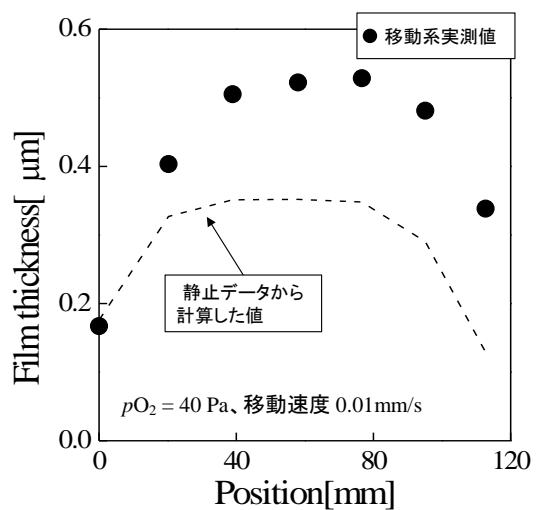 0.6
● 移動系実測値
0.4
Film thickness[ μm]
静止データから
計算した値
0.2
pO₂ = 40 Pa、移動速度 0.01mm/s
0.0
0 40 80 120
Position[mm]